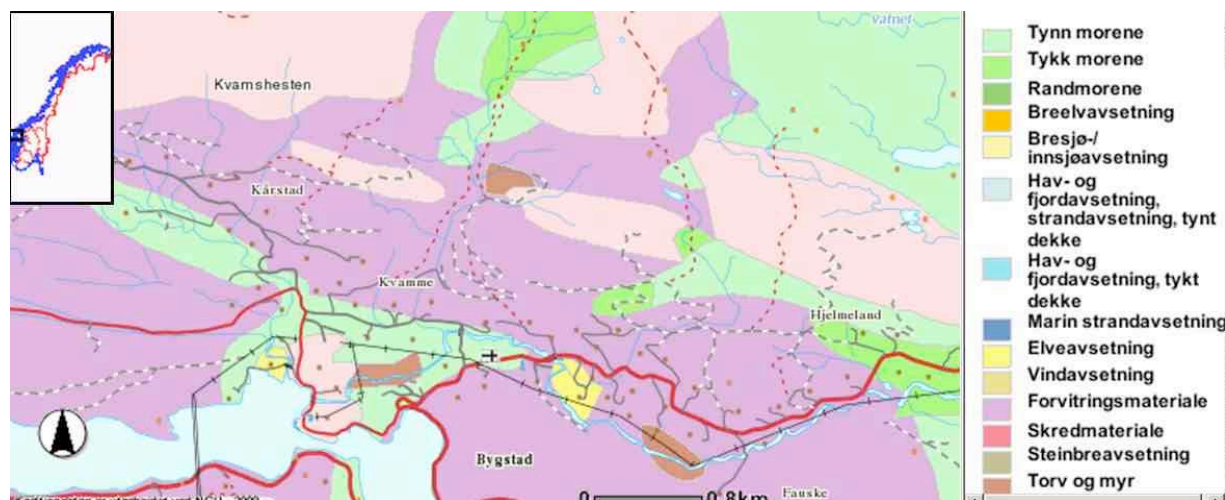 vatnet
Kvamshesten
Kårstad
Kvamme
Hjelmeland
Bygstad
Fauske
0 0.8km
Tynn morene
Tykk morene
Randmorene
Breelvavsetning
Bresjø-/
innsjøavsetning
Hav- og
fjordavsetning,
strandavsetning, tynt
dekke
Hav- og
fjordavsetning, tykt
dekke
Marin strandavsetning
Elveavsetning
Vindavsetning
Forvitringsmateriale
Skredmateriale
Steinbreavsetning
Torv og myr